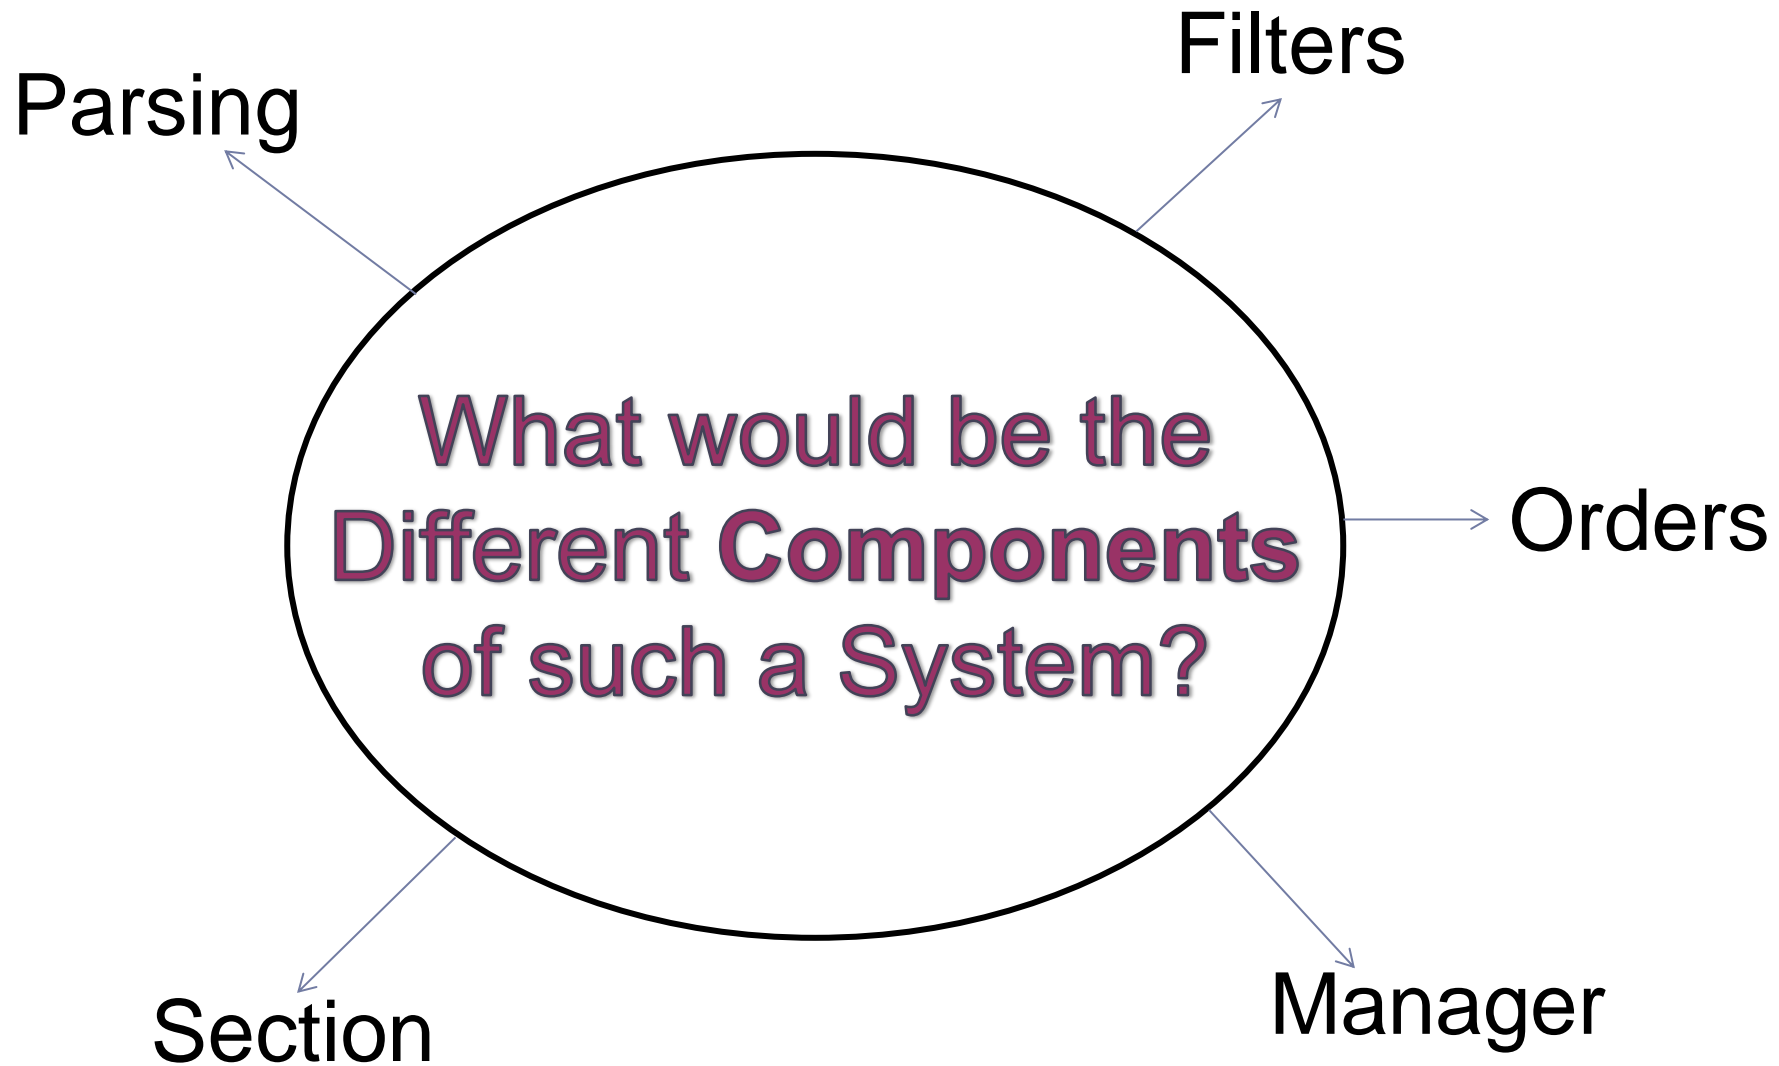 Filters
Parsing
What would be the
Different Components
of such a System?
Orders
Manager
Section